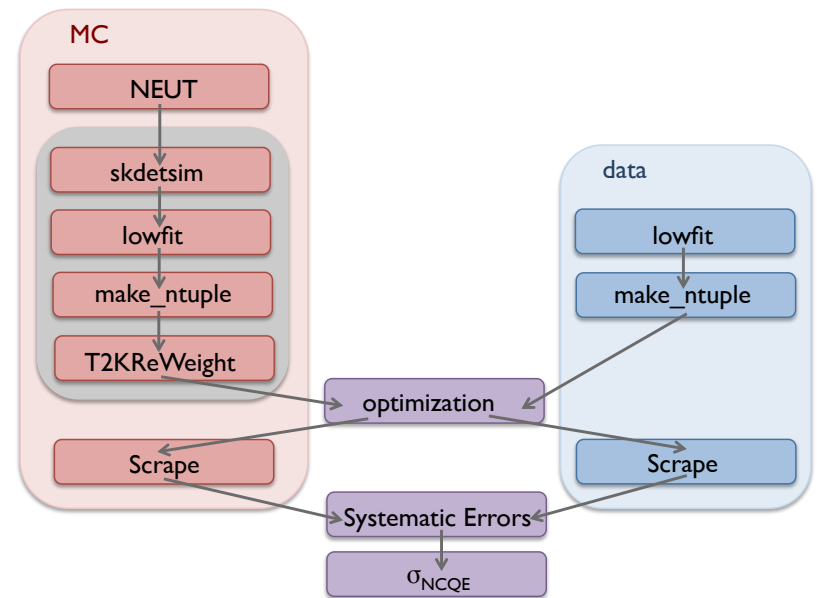 MC
NEUT
skdetsim
lowfit
make_ntuple
T2KReWeight
data
lowfit
make_ntuple
optimization
Scrape
Scrape
Systematic Errors
σNCQE